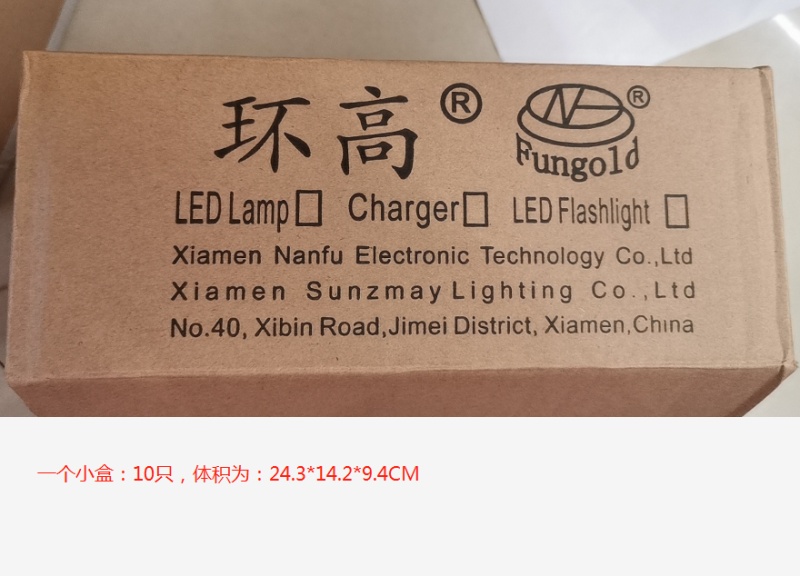 环高® NF® Fungold
LED Lamp□ Charger□ LED Flashlight □
Xiamen Nanfu Electronic Technology Co.,Ltd
Xiamen Sunzmay Lighting Co.,Ltd
No.40, Xibin Road,Jimei District, Xiamen,China
一个小盒：10只，体积为：24.3*14.2*9.4CM